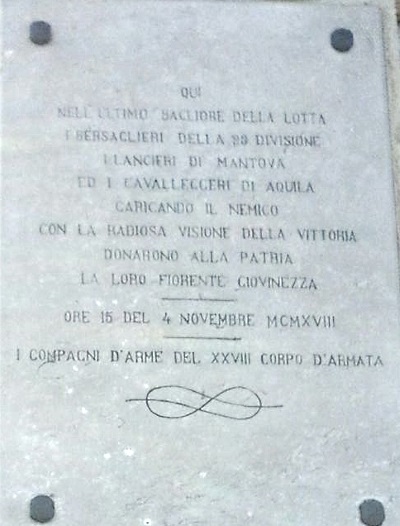 QUI
NELL'ULTIMO BAGLIORE DELLA LOTTA
I BERSAGLIERI DELLA 23 DIVISIONE
I LANCIERI DI MANTOVA
ED I CAVALLEGGERI DI AQUILA
CARICANDO IL NEMICO
CON LA RADIOSA VISIONE DELLA VITTORIA
DONARONO ALLA PATRIA
LA LORO FIORENTE GIOVINEZZA
ORE 15 DEL 4 NOVEMBRE MCMXVIII
I COMPAGNI D'ARME DEL XXVIII CORPO D'ARMATA